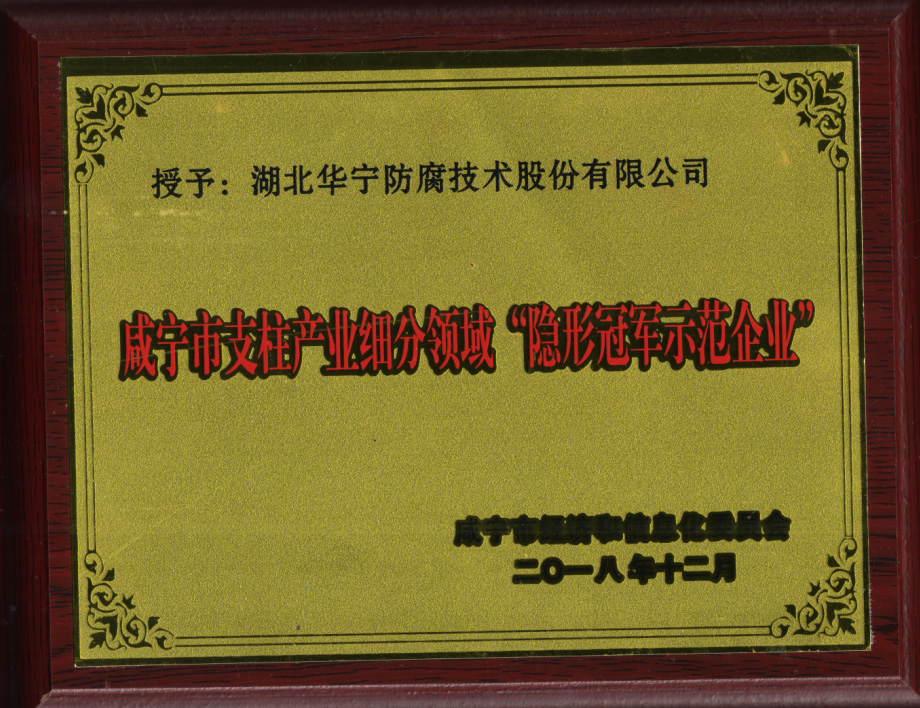 授予：湖北华宁防腐技术股份有限公司
咸宁市支柱产业细分领域“隐形冠军示范企业”
咸宁市经济和信息化委员会
二〇一八年十二月